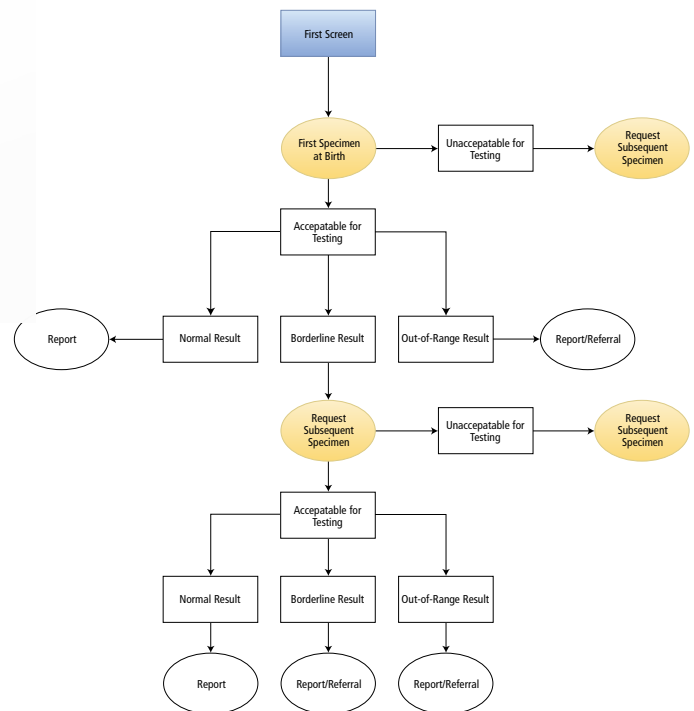 First Screen
First Specimen
at Birth
Unaccepatable for
Testing
Request
Subsequent
Specimen
Accepatable for
Testing
Report
Normal Result
Borderline Result
Out-of-Range Result
Report/Referral
Request
Subsequent
Specimen
Unaccepatable for
Testing
Request
Subsequent
Specimen
Accepatable for
Testing
Normal Result
Borderline Result
Out-of-Range Result
Report
Report/Referral
Report/Referral